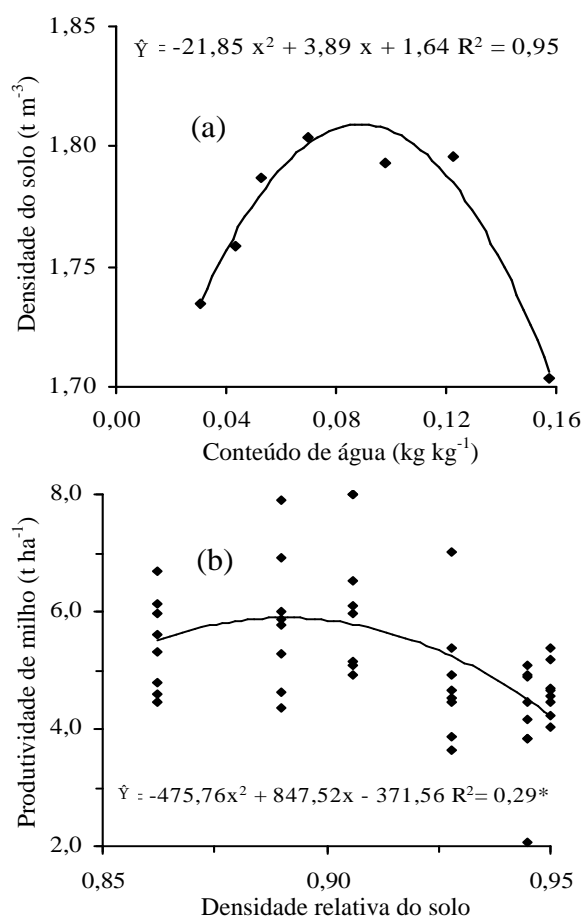 1,85
Ŷ = -21,85 x² + 3,89 x + 1,64 R² = 0,95
(a)
1,80
1,75
1,70
Densidade do solo (t m⁻³)
0,00 0,04 0,08 0,12 0,16
Conteúdo de água (kg kg⁻¹)
8,0
(b)
6,0
4,0
Ŷ = -475,76x² + 847,52x - 371,56 R²= 0,29*
2,0
Produtividade de milho (t ha⁻¹)
0,85 0,90 0,95
Densidade relativa do solo